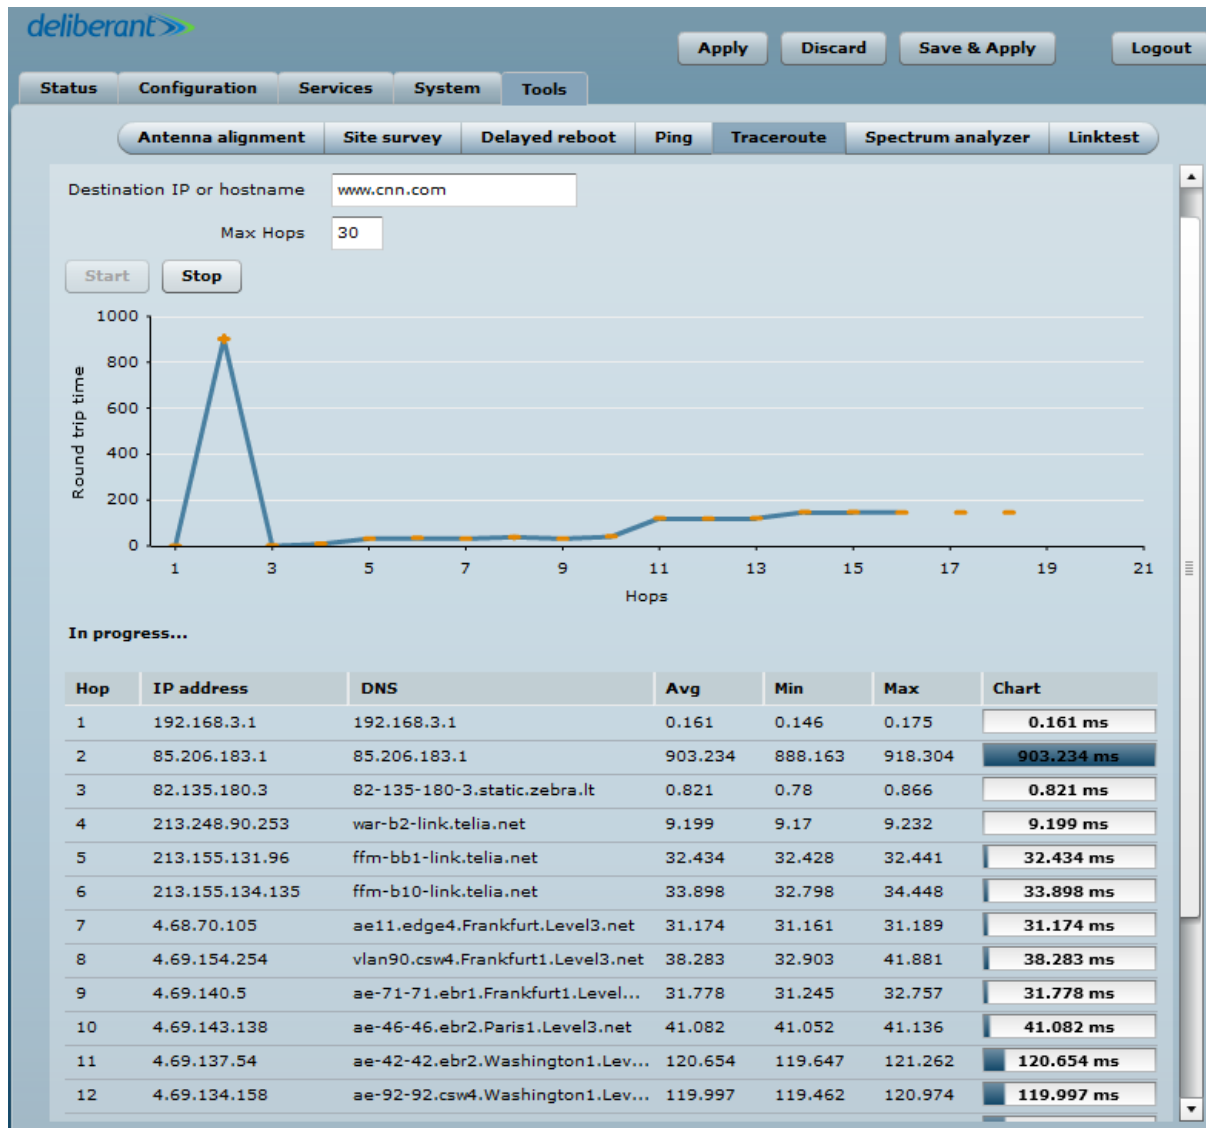 deliberant
Apply Discard Save & Apply Logout
Status Configuration Services System Tools
Antenna alignment Site survey Delayed reboot Ping Traceroute Spectrum analyzer Linktest
Destination IP or hostname www.cnn.com
Max Hops 30
Start Stop
1000
800
600
400
200
0
Round trip time
1 3 5 7 9 11 13 15 17 19 21
Hops
In progress...
Hop IP address DNS Avg Min Max Chart
1 192.168.3.1 192.168.3.1 0.161 0.146 0.175 0.161 ms
2 85.206.183.1 85.206.183.1 903.234 888.163 918.304 903.234 ms
3 82.135.180.3 82-135-180-3.static.zebra.lt 0.821 0.78 0.866 0.821 ms
4 213.248.90.253 war-b2-link.telia.net 9.199 9.17 9.232 9.199 ms
5 213.155.131.96 ffm-bb1-link.telia.net 32.434 32.428 32.441 32.434 ms
6 213.155.134.135 ffm-b10-link.telia.net 33.898 32.798 34.448 33.898 ms
7 4.68.70.105 ae11.edge4.Frankfurt.Level3.net 31.174 31.161 31.189 31.174 ms
8 4.69.154.254 vlan90.csw4.Frankfurt1.Level3.net 38.283 32.903 41.881 38.283 ms
9 4.69.140.5 ae-71-71.ebr1.Frankfurt1.Level... 31.778 31.245 32.757 31.778 ms
10 4.69.143.138 ae-46-46.ebr2.Paris1.Level3.net 41.082 41.052 41.136 41.082 ms
11 4.69.137.54 ae-42-42.ebr2.Washington1.Lev... 120.654 119.647 121.262 120.654 ms
12 4.69.134.158 ae-92-92.csw4.Washington1.Lev... 119.997 119.462 120.974 119.997 ms